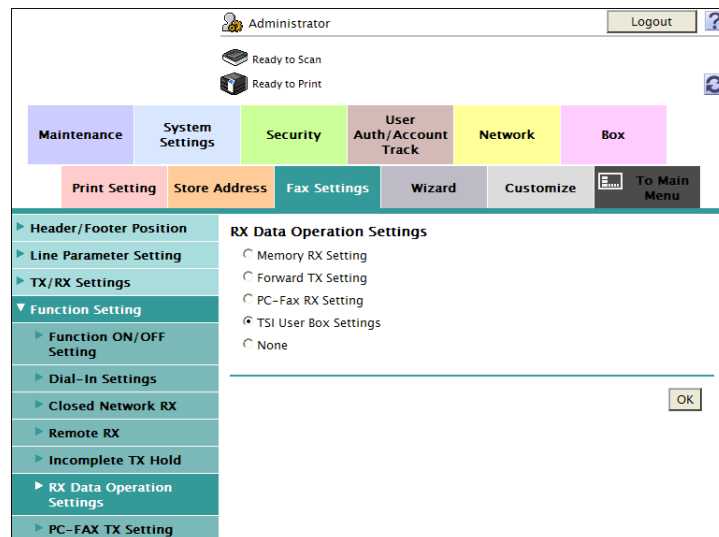 Administrator
Logout
?
Ready to Scan
Ready to Print
Maintenance
System
Settings
Security
User
Auth/Account
Track
Network
Box
Print Setting
Store Address
Fax Settings
Wizard
Customize
To Main
Menu
Header/Footer Position
Line Parameter Setting
TX/RX Settings
Function Setting
Function ON/OFF
Setting
Dial-In Settings
Closed Network RX
Remote RX
Incomplete TX Hold
RX Data Operation
Settings
PC-FAX TX Setting
RX Data Operation Settings
Memory RX Setting
Forward TX Setting
PC-Fax RX Setting
TSI User Box Settings
None
OK